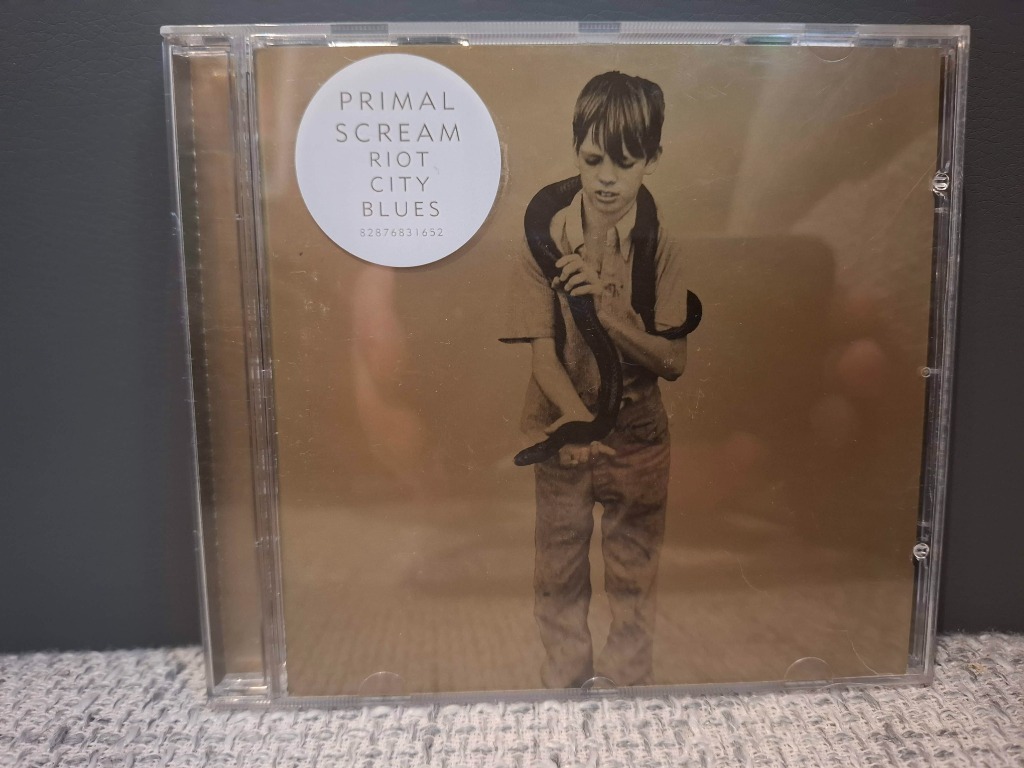 PRIMAL
SCREAM
RIOT
CITY
BLUES
82876831652